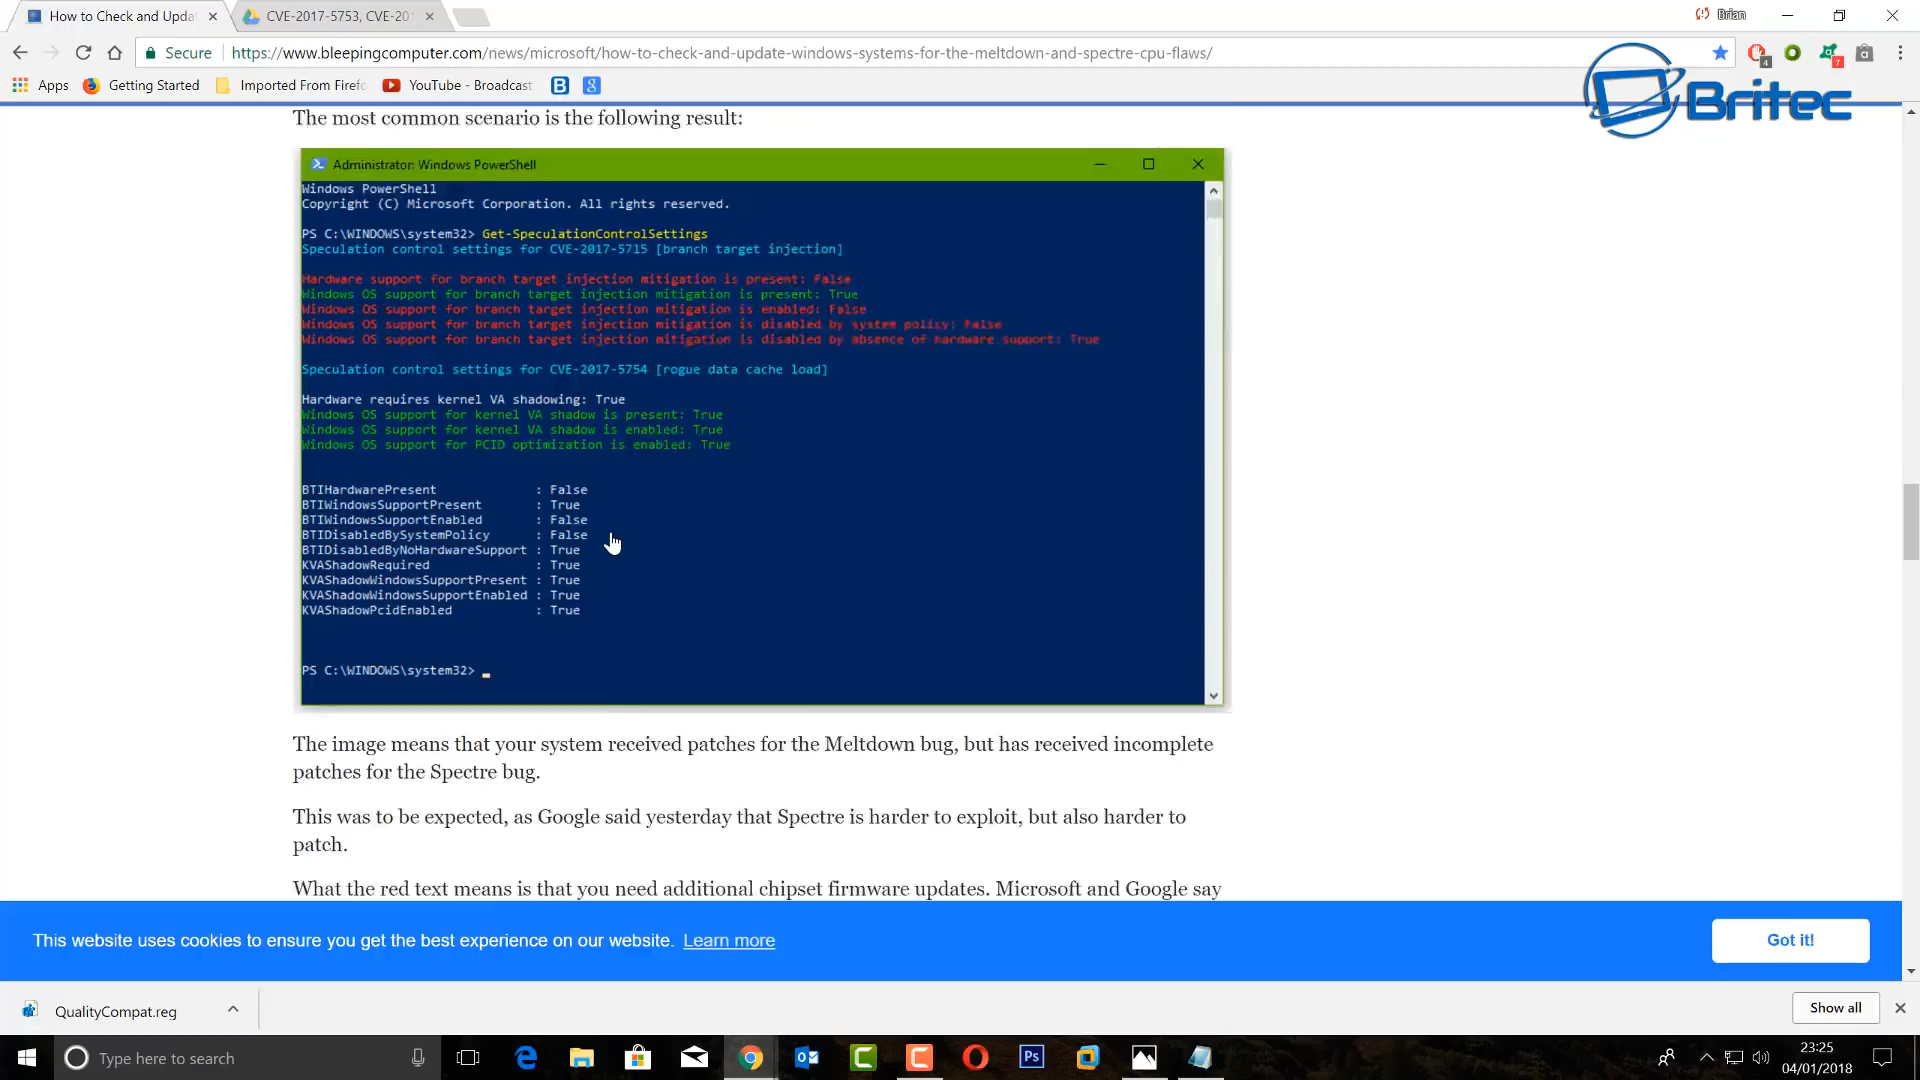 How to Check and Upda
CVE-2017-5753, CVE-201
Brian
Secure
https://www.bleepingcomputer.com/news/microsoft/how-to-check-and-update-windows-systems-for-the-meltdown-and-spectre-cpu-flaws/
4
7
Apps
Getting Started
Imported From Firefo
YouTube - Broadcast
B
g
Britec
The most common scenario is the following result:
Administrator: Windows PowerShell
Windows PowerShell
Copyright (C) Microsoft Corporation. All rights reserved.
PS C:\WINDOWS\system32> Get-SpeculationControlSettings
Speculation control settings for CVE-2017-5715 [branch target injection]
Hardware support for branch target injection mitigation is present: False
Windows OS support for branch target injection mitigation is present: True
Windows OS support for branch target injection mitigation is enabled: False
Windows OS support for branch target injection mitigation is disabled by system policy: False
Windows OS support for branch target injection mitigation is disabled by absence of hardware support: True
Speculation control settings for CVE-2017-5754 [rogue data cache load]
Hardware requires kernel VA shadowing: True
Windows OS support for kernel VA shadow is present: True
Windows OS support for kernel VA shadow is enabled: True
Windows OS support for PCID optimization is enabled: True
BTIHardwarePresent : False
BTIWindowsSupportPresent : True
BTIWindowsSupportEnabled : False
BTIDisabledBySystemPolicy : False
BTIDisabledByNoHardwareSupport : True
KVAShadowRequired : True
KVAShadowWindowsSupportPresent : True
KVAShadowWindowsSupportEnabled : True
KVAShadowPcidEnabled : True
PS C:\WINDOWS\system32>
The image means that your system received patches for the Meltdown bug, but has received incomplete
patches for the Spectre bug.
This was to be expected, as Google said yesterday that Spectre is harder to exploit, but also harder to
patch.
What the red text means is that you need additional chipset firmware updates. Microsoft and Google say
This website uses cookies to ensure you get the best experience on our website. Learn more
Got it!
QualityCompat.reg
Show all
Type here to search
Ps
23:25
04/01/2018